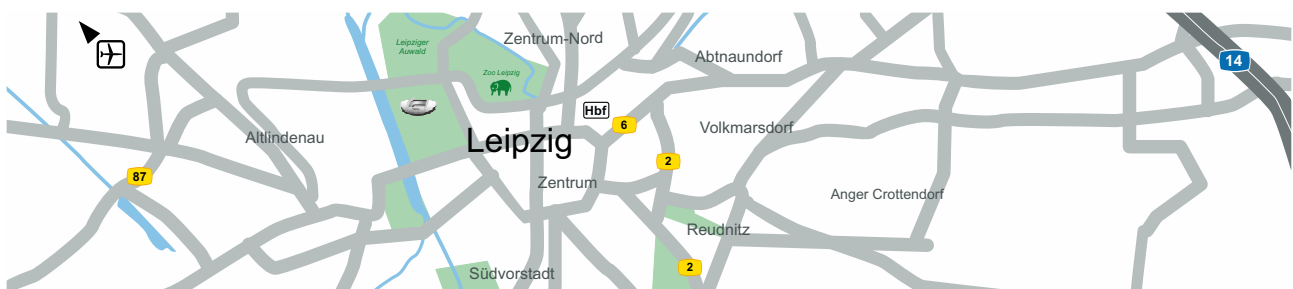 Leipziger
Auwald
Zentrum-Nord
Abtnaundorf
14
Zoo Leipzig
Hbf
6
Altlindenau
Leipzig
Volkmarsdorf
2
87
Zentrum
Anger Crottendorf
Reudnitz
2
Südvorstadt